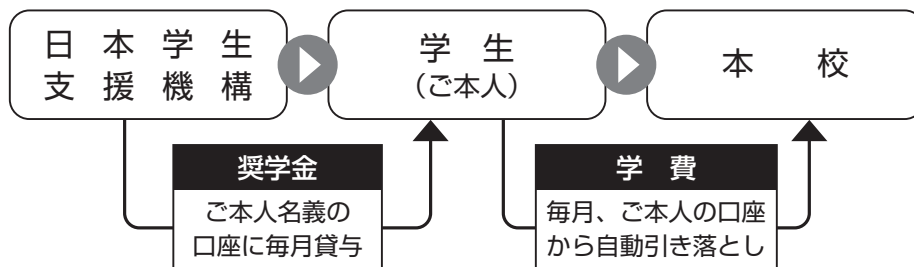 日本学生
支援機構
学生
（ご本人）
本校
奨学金
ご本人名義の
口座に毎月貸与
学費
毎月、ご本人の口座
から自動引き落とし